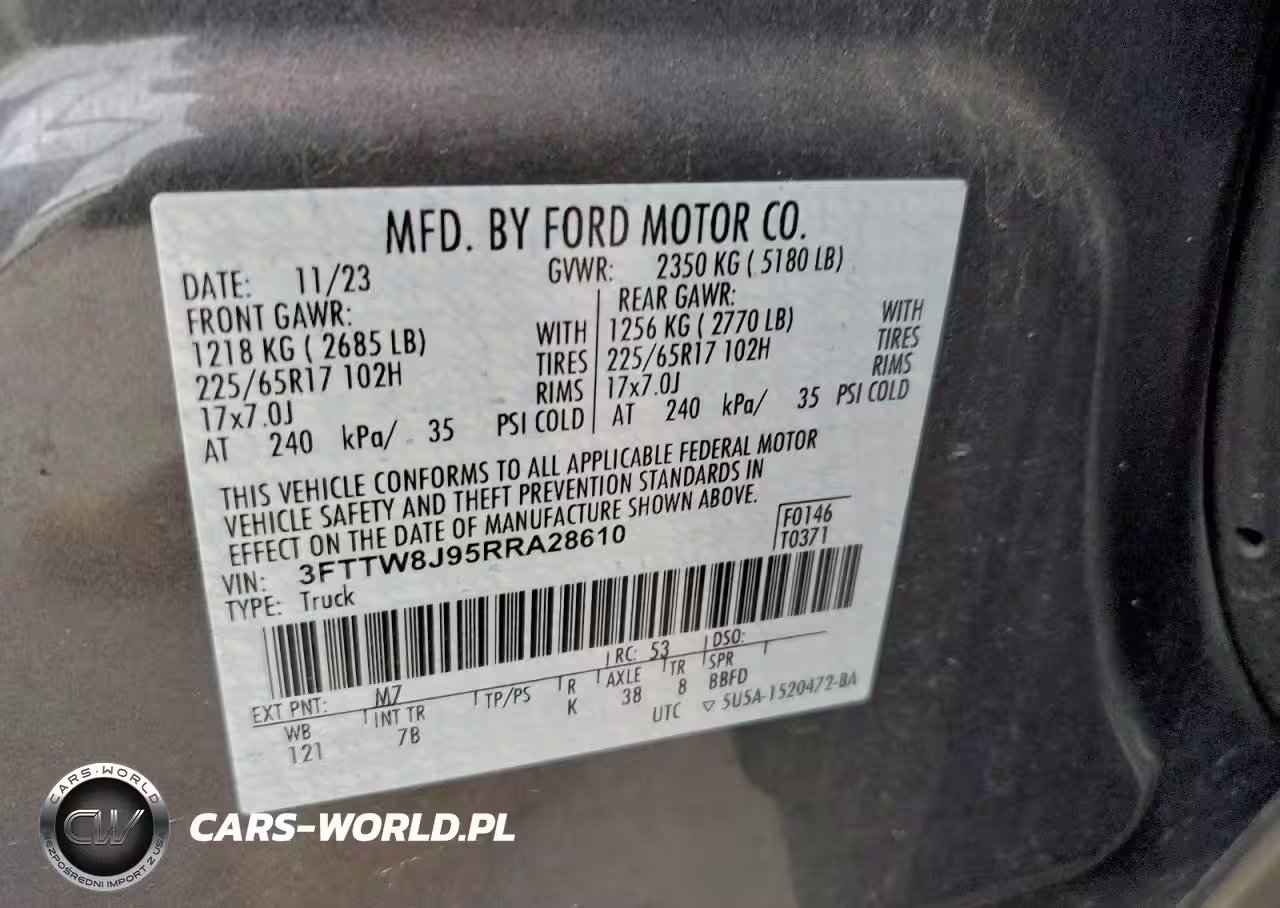 MFD. BY FORD MOTOR CO.
DATE: 11/23 GVWR: 2350 KG ( 5180 LB)
FRONT GAWR: REAR GAWR:
1218 KG ( 2685 LB) WITH 1256 KG ( 2770 LB) WITH
225/65R17 102H TIRES 225/65R17 102H TIRES
17x7.0J RIMS 17x7.0J RIMS
AT 240 kPa/ 35 PSI COLD AT 240 kPa/ 35 PSI COLD
THIS VEHICLE CONFORMS TO ALL APPLICABLE FEDERAL MOTOR
VEHICLE SAFETY AND THEFT PREVENTION STANDARDS IN
EFFECT ON THE DATE OF MANUFACTURE SHOWN ABOVE.
F0146
VIN: 3FTTW8J95RRA28610
T0371
TYPE: Truck
EXT PNT: M7 RC: 53 DSO:
WB INT TR TP/PS R AXLE TR SPR
121 7B K 38 8 BBFD
UTC ▽ 5U5A-1520472-BA
CARS-WORLD
CW
BEZPOŚREDNI IMPORT Z USA
CARS-WORLD.PL